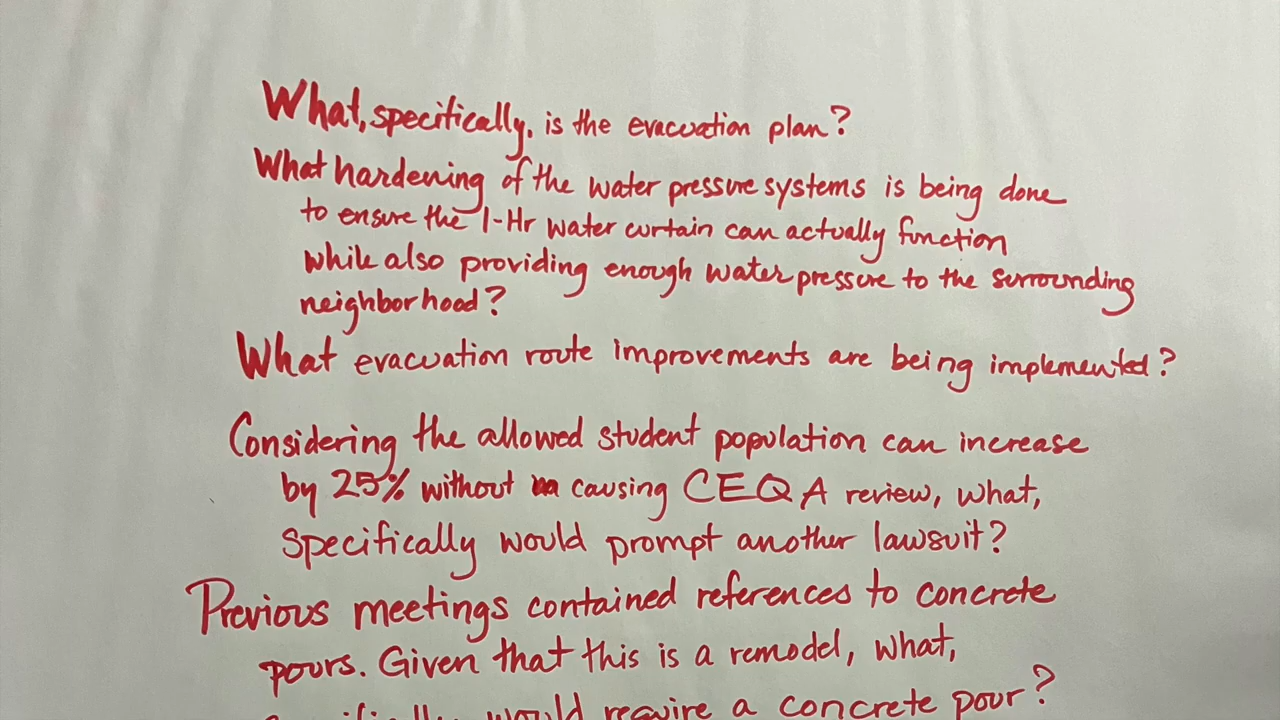 What, specifically, is the evacuation plan?
What hardening of the water pressure systems is being done
to ensure the 1-Hr water curtain can actually function
while also providing enough water pressure to the surrounding
neighborhood?
What evacuation route improvements are being implemented?
Considering the allowed student population can increase
by 25% without causing CEQA review, what,
specifically would prompt another lawsuit?
Previous meetings contained references to concrete
pours. Given that this is a remodel, what,
specifically would require a concrete pour?